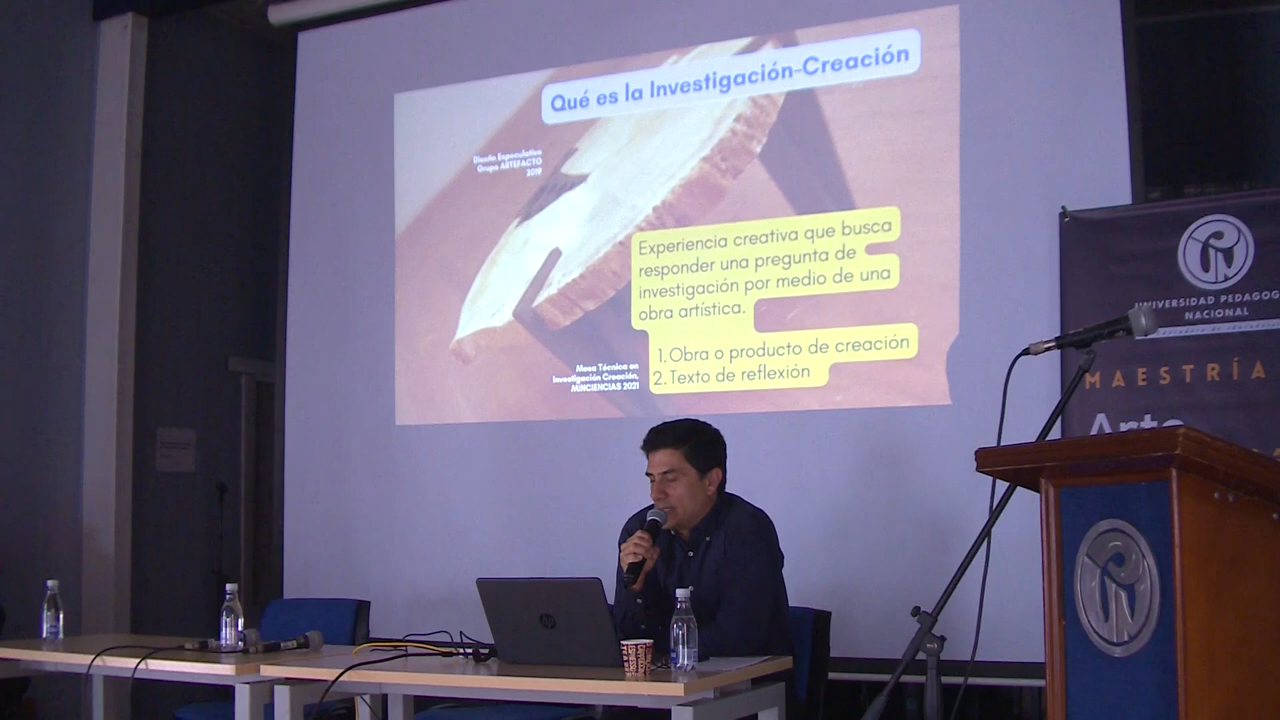 Qué es la Investigación-Creación
Diseño Especulativo
Grupo ARTEFACTO
2019
Experiencia creativa que busca
responder una pregunta de
investigación por medio de una
obra artística.
1. Obra o producto de creación
2. Texto de reflexión
Mesa Técnica en
Investigación Creación,
MINCIENCIAS 2021
UNIVERSIDAD PEDAGOG
NACIONAL
MAESTRÍA
Arte
hp